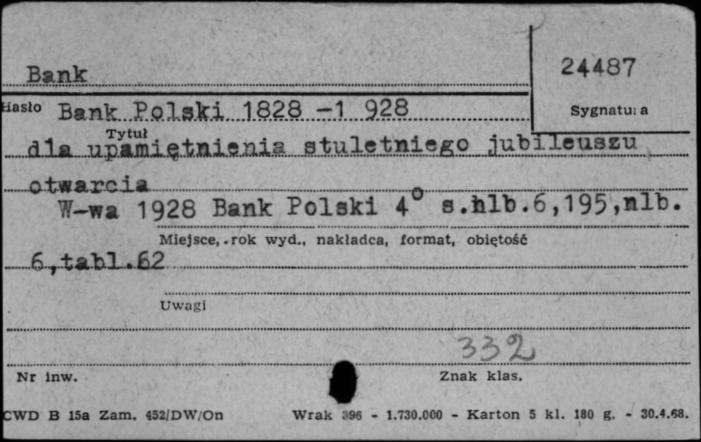 Bank
24487
Hasło Bank Polski 1828 -1 928
Sygnatura
Tytuł
dla upamiętnienia stuletniego jubileuszu
otwarcia
W-wa 1928 Bank Polski 4° s.nlb.6,195,nlb.
Miejsce, rok wyd., nakładca, format, objętość
6,tabl.62
Uwagi
332
Nr inw.
Znak klas.
CWD B 15a Zam. 452/DW/On Wrak 396 - 1.730.000 - Karton 5 kl. 180 g. - 30.4.68.